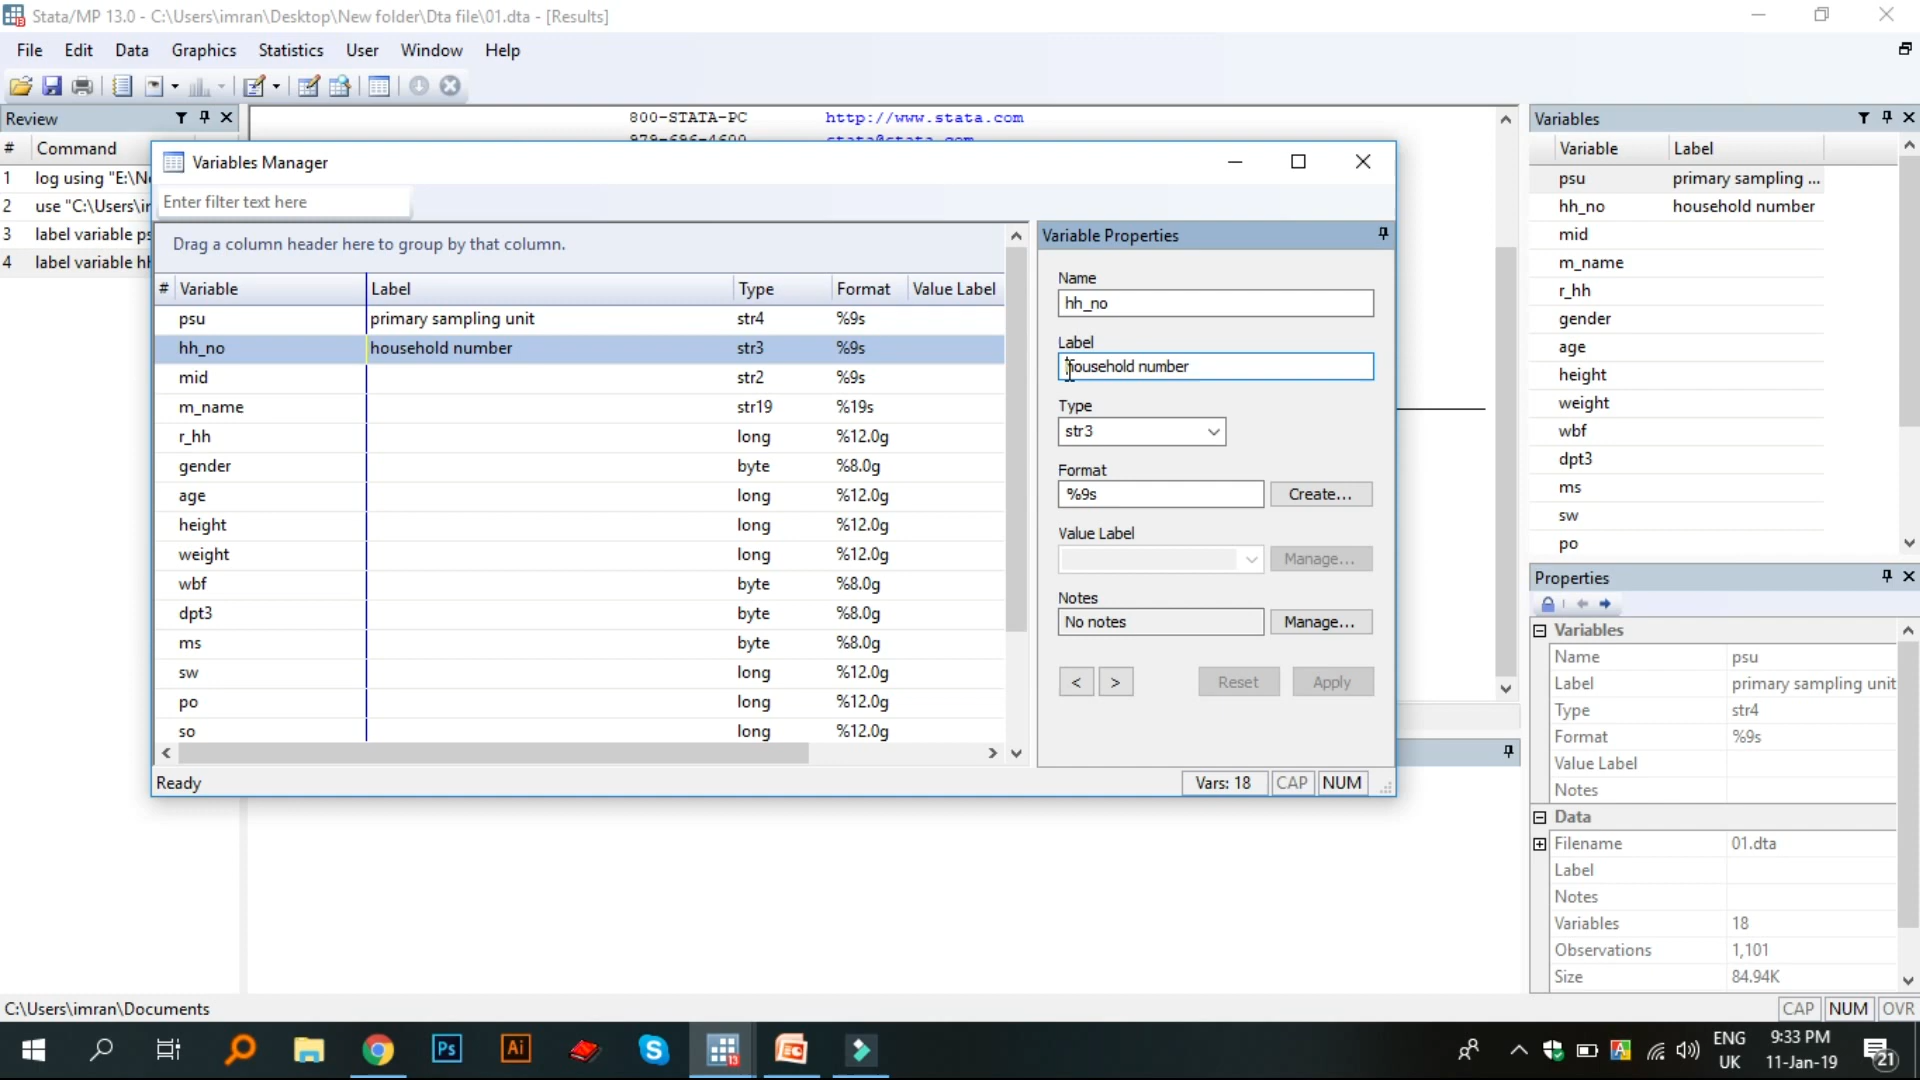 Stata/MP 13.0 - C:\Users\imran\Desktop\New folder\Dta file\01.dta - [Results]
File Edit Data Graphics Statistics User Window Help
Review
# Command
1 log using "E:\N
2 use "C:\Users\i
3 label variable ps
4 label variable h
800-STATA-PC http://www.stata.com
979-696-4600 stata@stata.com
Variables Manager
Enter filter text here
Drag a column header here to group by that column.
# Variable Label Type Format Value Label
psu primary sampling unit str4 %9s
hh_no household number str3 %9s
mid str2 %9s
m_name str19 %19s
r_hh long %12.0g
gender byte %8.0g
age long %12.0g
height long %12.0g
weight long %12.0g
wbf byte %8.0g
dpt3 byte %8.0g
ms byte %8.0g
sw long %12.0g
po long %12.0g
so long %12.0g
Ready
Variable Properties
Name
hh_no
Label
household number
Type
str3
Format
%9s Create...
Value Label
Manage...
Notes
No notes Manage...
< > Reset Apply
Vars: 18 CAP NUM
Variables
Variable Label
psu primary sampling ...
hh_no household number
mid
m_name
r_hh
gender
age
height
weight
wbf
dpt3
ms
sw
po
Properties
Variables
Name psu
Label primary sampling unit
Type str4
Format %9s
Value Label
Notes
Data
Filename 01.dta
Label
Notes
Variables 18
Observations 1,101
Size 84.94K
C:\Users\imran\Documents
CAP NUM OVR
Ps
Ai
13
A
ENG
UK
9:33 PM
11-Jan-19
21